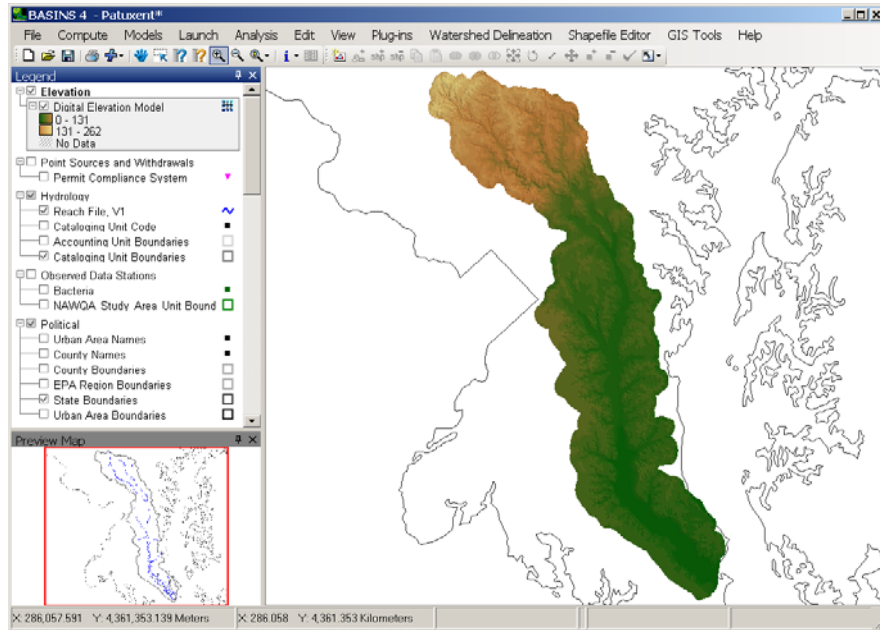 BASINS 4 - Patuxent*
File Compute Models Launch Analysis Edit View Plug-ins Watershed Delineation Shapefile Editor GIS Tools Help
Legend
Elevation
Digital Elevation Model
0 - 131
131 - 262
No Data
Point Sources and Withdrawals
Permit Compliance System
Hydrology
Reach File, V1
Cataloging Unit Code
Accounting Unit Boundaries
Cataloging Unit Boundaries
Observed Data Stations
Bacteria
NAWQA Study Area Unit Bound
Political
Urban Area Names
County Names
County Boundaries
EPA Region Boundaries
State Boundaries
Urban Area Boundaries
Preview Map
X: 286,057.591 Y: 4,361,353.139 Meters X: 286.058 Y: 4,361.353 Kilometers